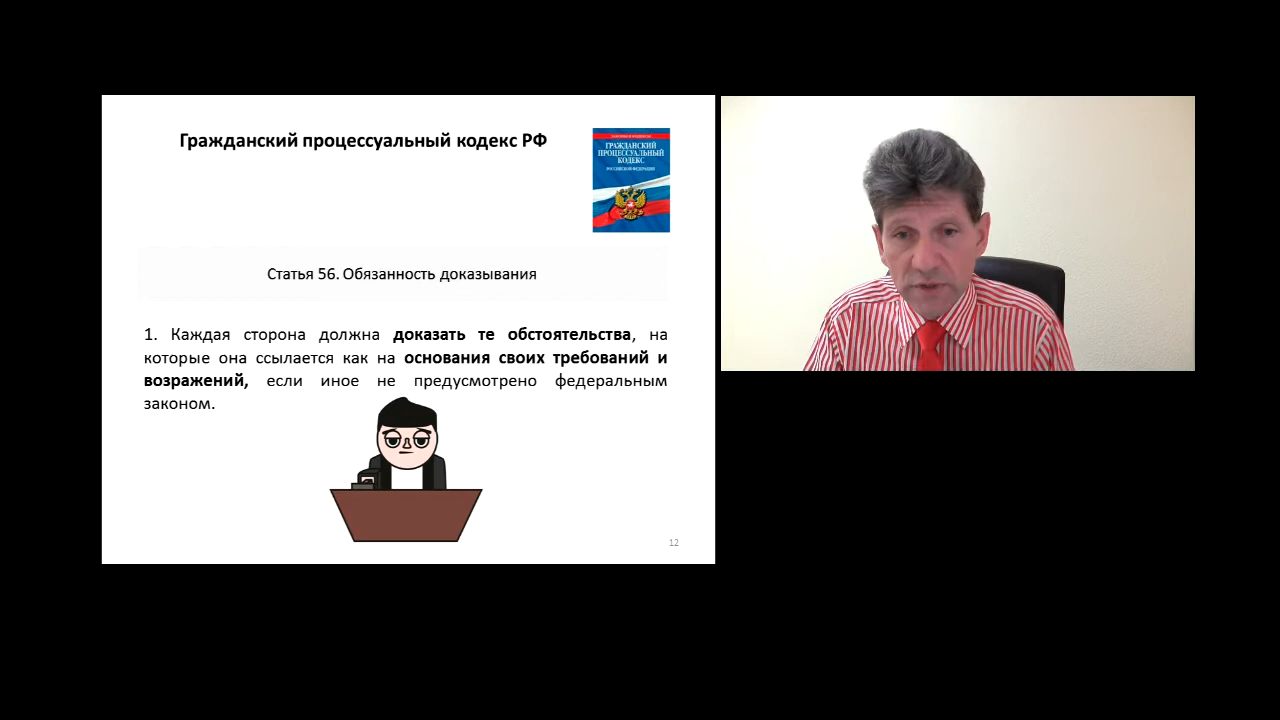 Гражданский процессуальный кодекс РФ
ГРАЖДАНСКИЙ
ПРОЦЕССУАЛЬНЫЙ
КОДЕКС
РОССИЙСКОЙ ФЕДЕРАЦИИ
Статья 56. Обязанность доказывания
1. Каждая сторона должна доказать те обстоятельства, на
которые она ссылается как на основания своих требований и
возражений, если иное не предусмотрено федеральным
законом.
12